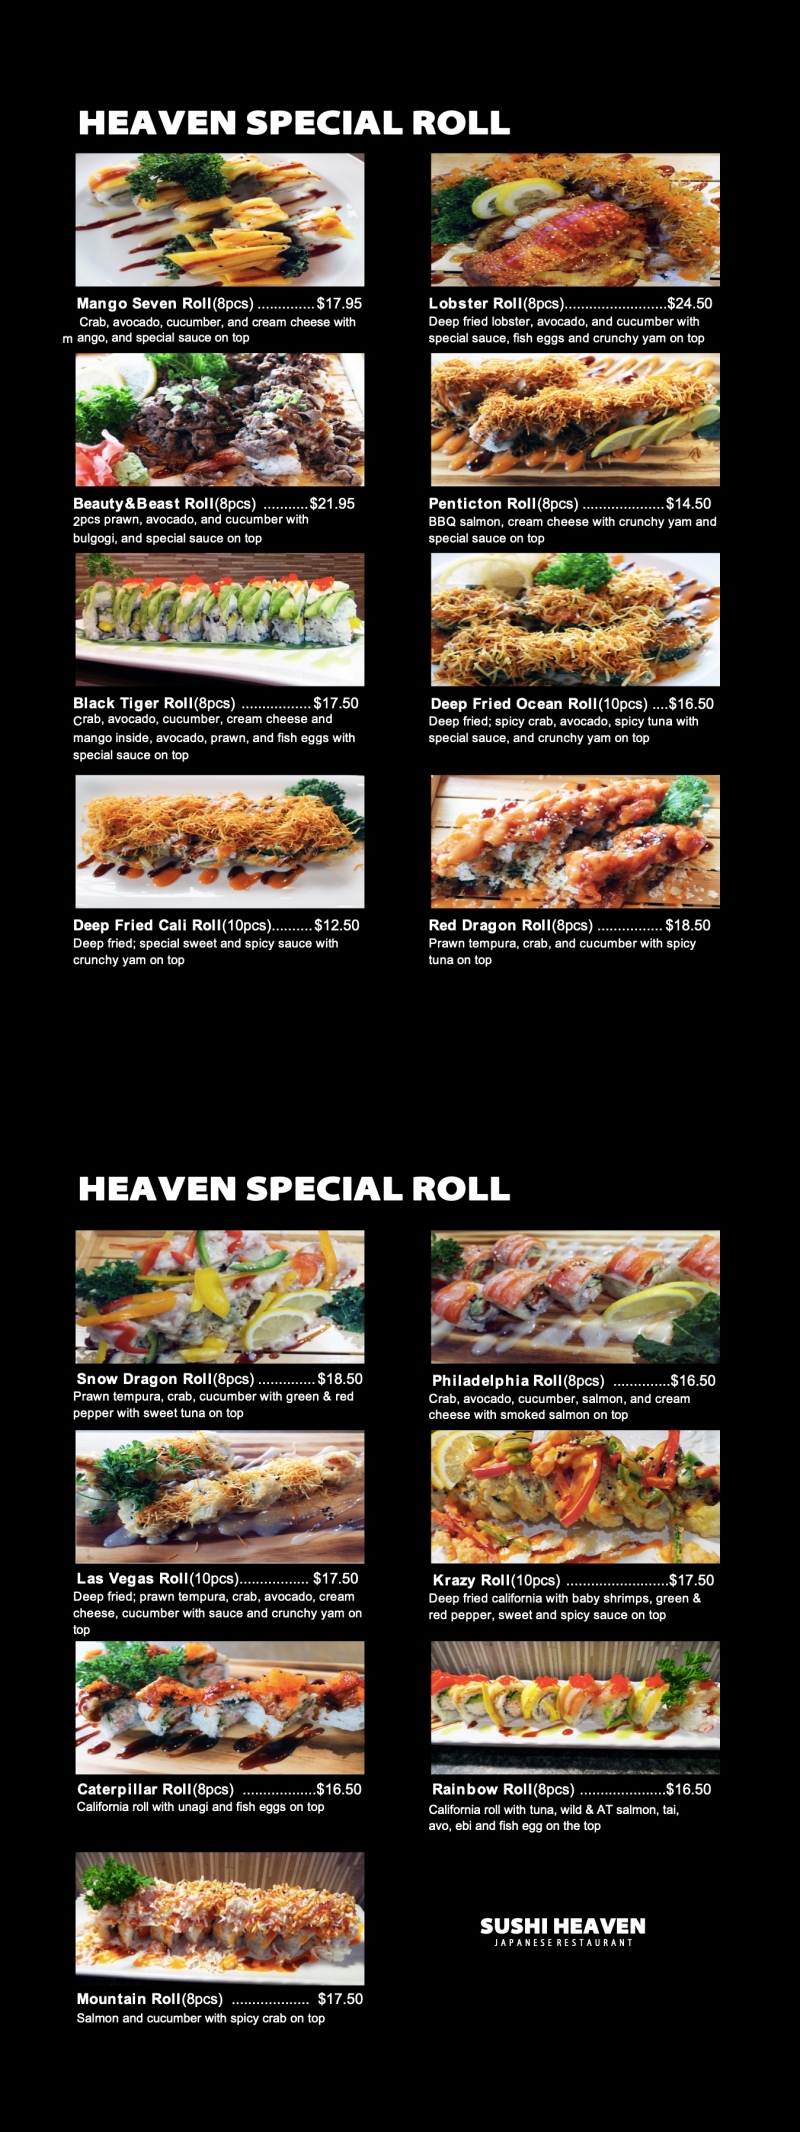 HEAVEN SPECIAL ROLL
Mango Seven Roll(8pcs) ..............$17.95
Crab, avocado, cucumber, and cream cheese with
m ango, and special sauce on top
Lobster Roll(8pcs).........................$24.50
Deep fried lobster, avocado, and cucumber with
special sauce, fish eggs and crunchy yam on top
Beauty&Beast Roll(8pcs) ...........$21.95
2pcs prawn, avocado, and cucumber with
bulgogi, and special sauce on top
Penticton Roll(8pcs) ....................$14.50
BBQ salmon, cream cheese with crunchy yam and
special sauce on top
Black Tiger Roll(8pcs) .................$17.50
Crab, avocado, cucumber, cream cheese and
mango inside, avocado, prawn, and fish eggs with
special sauce on top
Deep Fried Ocean Roll(10pcs) ....$16.50
Deep fried; spicy crab, avocado, spicy tuna with
special sauce, and crunchy yam on top
Deep Fried Cali Roll(10pcs)..........$12.50
Deep fried; special sweet and spicy sauce with
crunchy yam on top
Red Dragon Roll(8pcs) ................$18.50
Prawn tempura, crab, and cucumber with spicy
tuna on top
HEAVEN SPECIAL ROLL
Snow Dragon Roll(8pcs) ..............$18.50
Prawn tempura, crab, cucumber with green & red
pepper with sweet tuna on top
Philadelphia Roll(8pcs) ..............$16.50
Crab, avocado, cucumber, salmon, and cream
cheese with smoked salmon on top
Las Vegas Roll(10pcs)................. $17.50
Deep fried; prawn tempura, crab, avocado, cream
cheese, cucumber with sauce and crunchy yam on
top
Krazy Roll(10pcs) .........................$17.50
Deep fried california with baby shrimps, green &
red pepper, sweet and spicy sauce on top
Caterpillar Roll(8pcs) ..................$16.50
California roll with unagi and fish eggs on top
Rainbow Roll(8pcs) .....................$16.50
California roll with tuna, wild & AT salmon, tai,
avo, ebi and fish egg on the top
Mountain Roll(8pcs) ................... $17.50
Salmon and cucumber with spicy crab on top
SUSHI HEAVEN
JAPANESE RESTAURANT